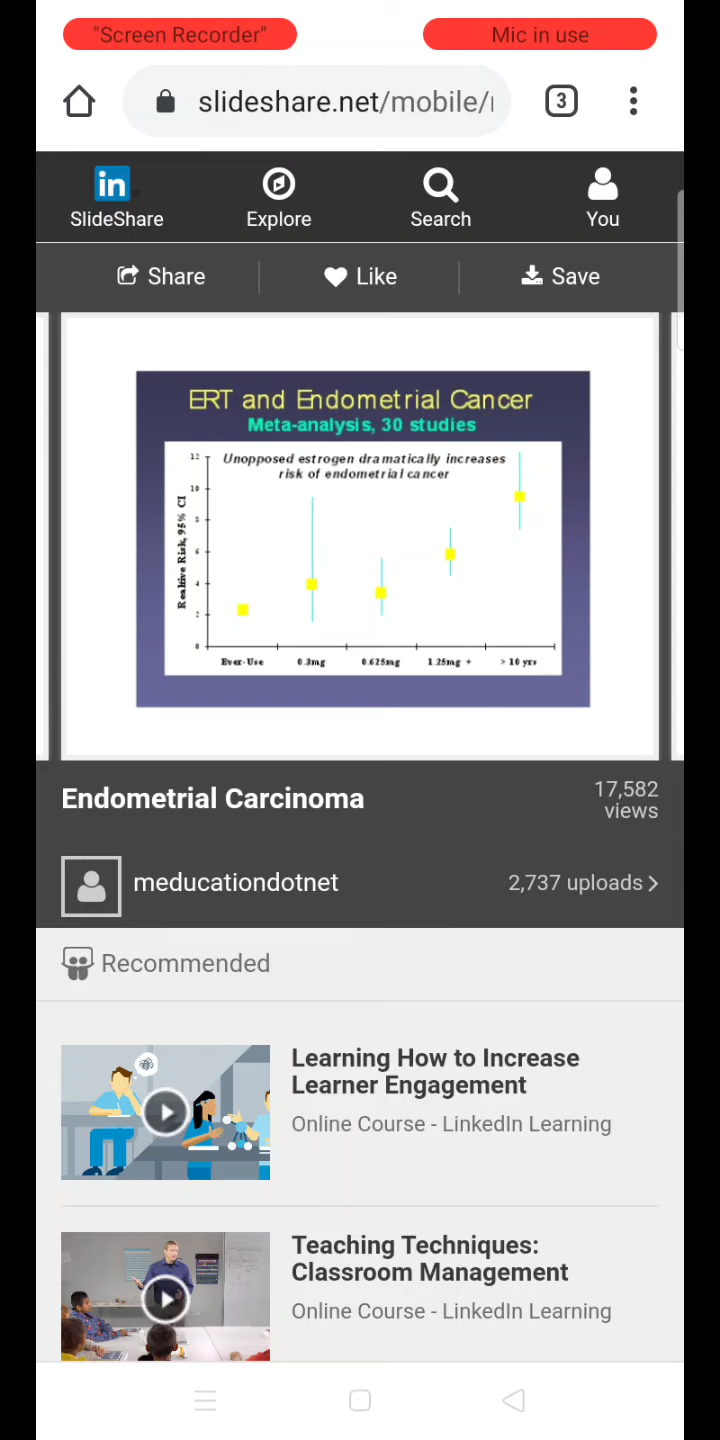 "Screen Recorder"
Mic in use
slideshare.net/mobile/
3
in
SlideShare
Explore
Search
You
Share
Like
Save
ERT and Endometrial Cancer
Meta-analysis, 30 studies
Unopposed estrogen dramatically increases
risk of endometrial cancer
Realtive Risk, 95% CI
12
10
8
6
4
2
0
Ever-Use
0.3mg
0.625mg
1.25mg +
> 10 yrs
Endometrial Carcinoma
17,582
views
meducationdotnet
2,737 uploads
Recommended
Learning How to Increase
Learner Engagement
Online Course - LinkedIn Learning
Teaching Techniques:
Classroom Management
Online Course - LinkedIn Learning